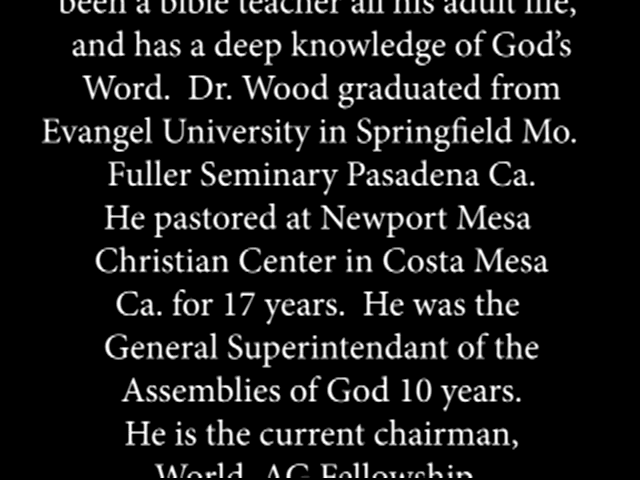 been a bible teacher all his adult life,
and has a deep knowledge of God's
Word.  Dr. Wood graduated from
Evangel University in Springfield Mo.
Fuller Seminary Pasadena Ca.
He pastored at Newport Mesa
Christian Center in Costa Mesa
Ca. for 17 years.  He was the
General Superintendant of the
Assemblies of God 10 years.
He is the current chairman,
World  AG Fellowship